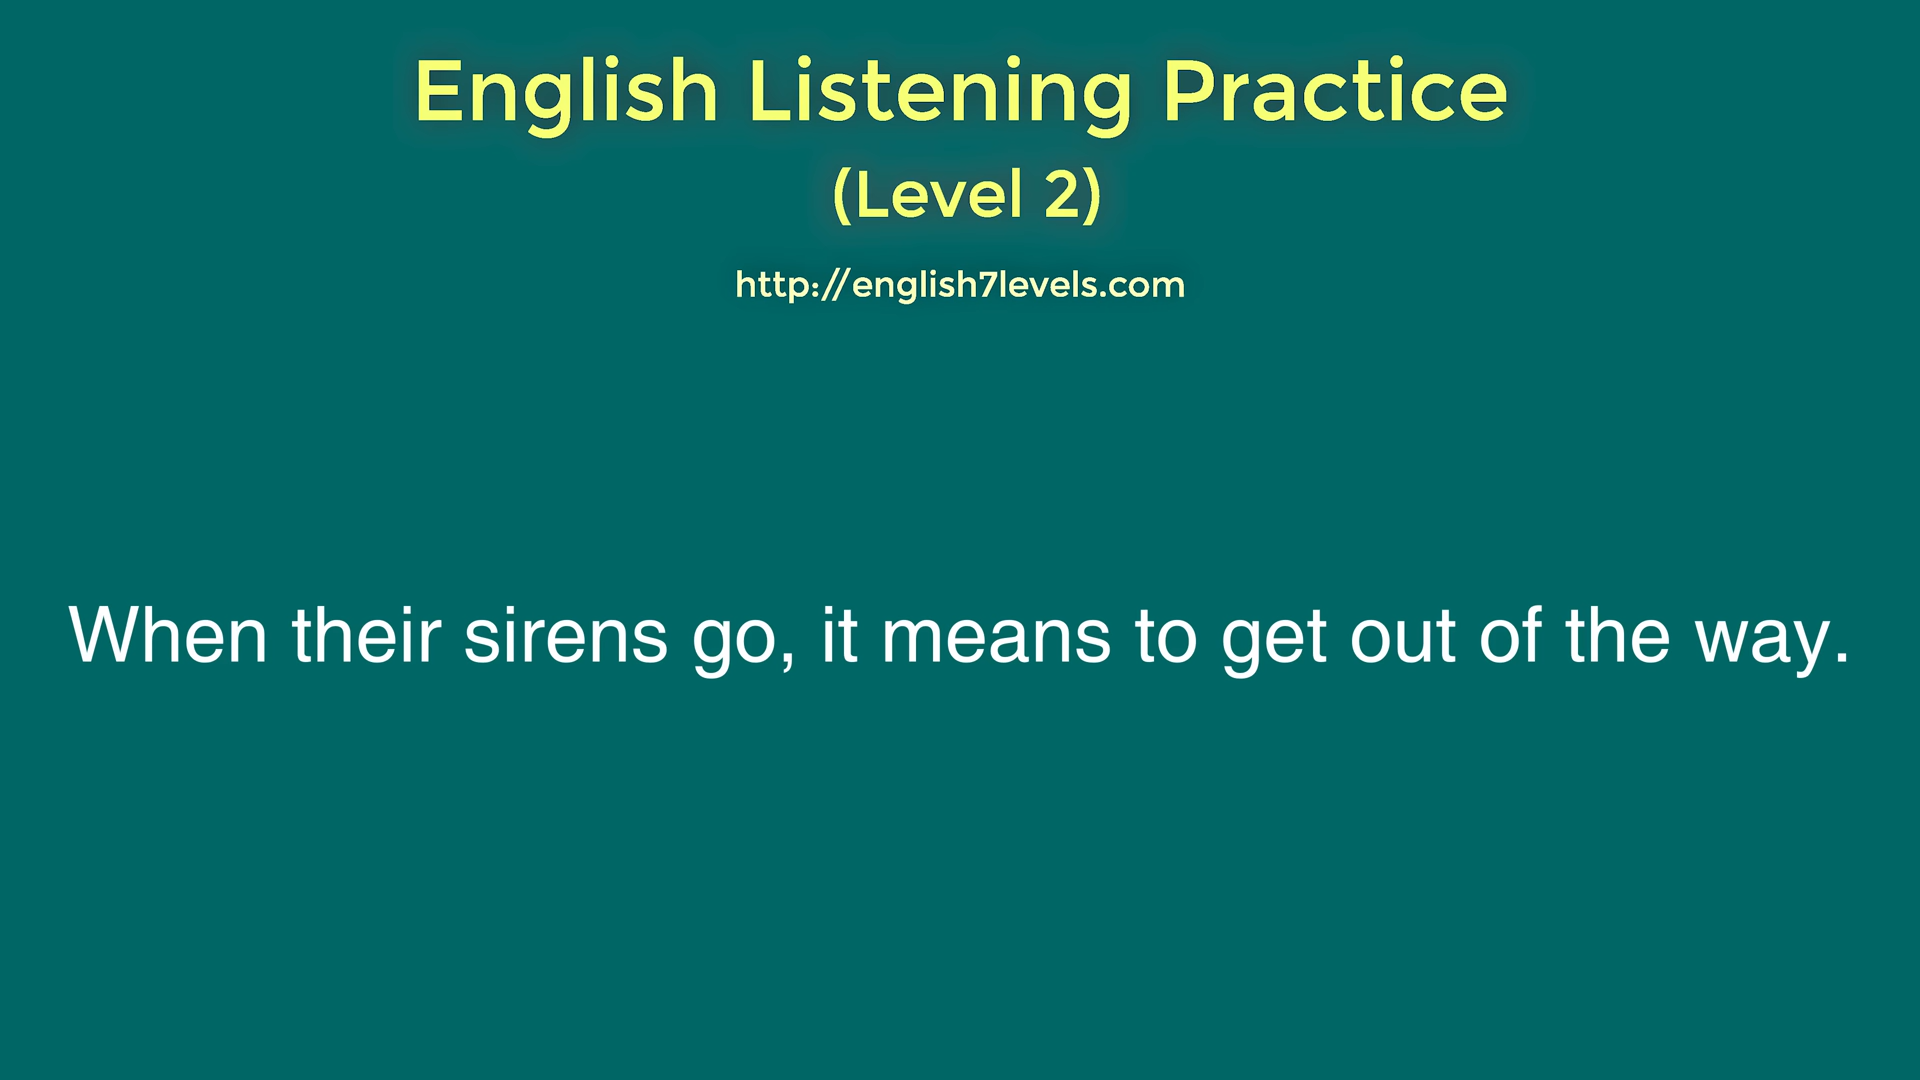 English Listening Practice
(Level 2)
http://english7levels.com
When their sirens go, it means to get out of the way.